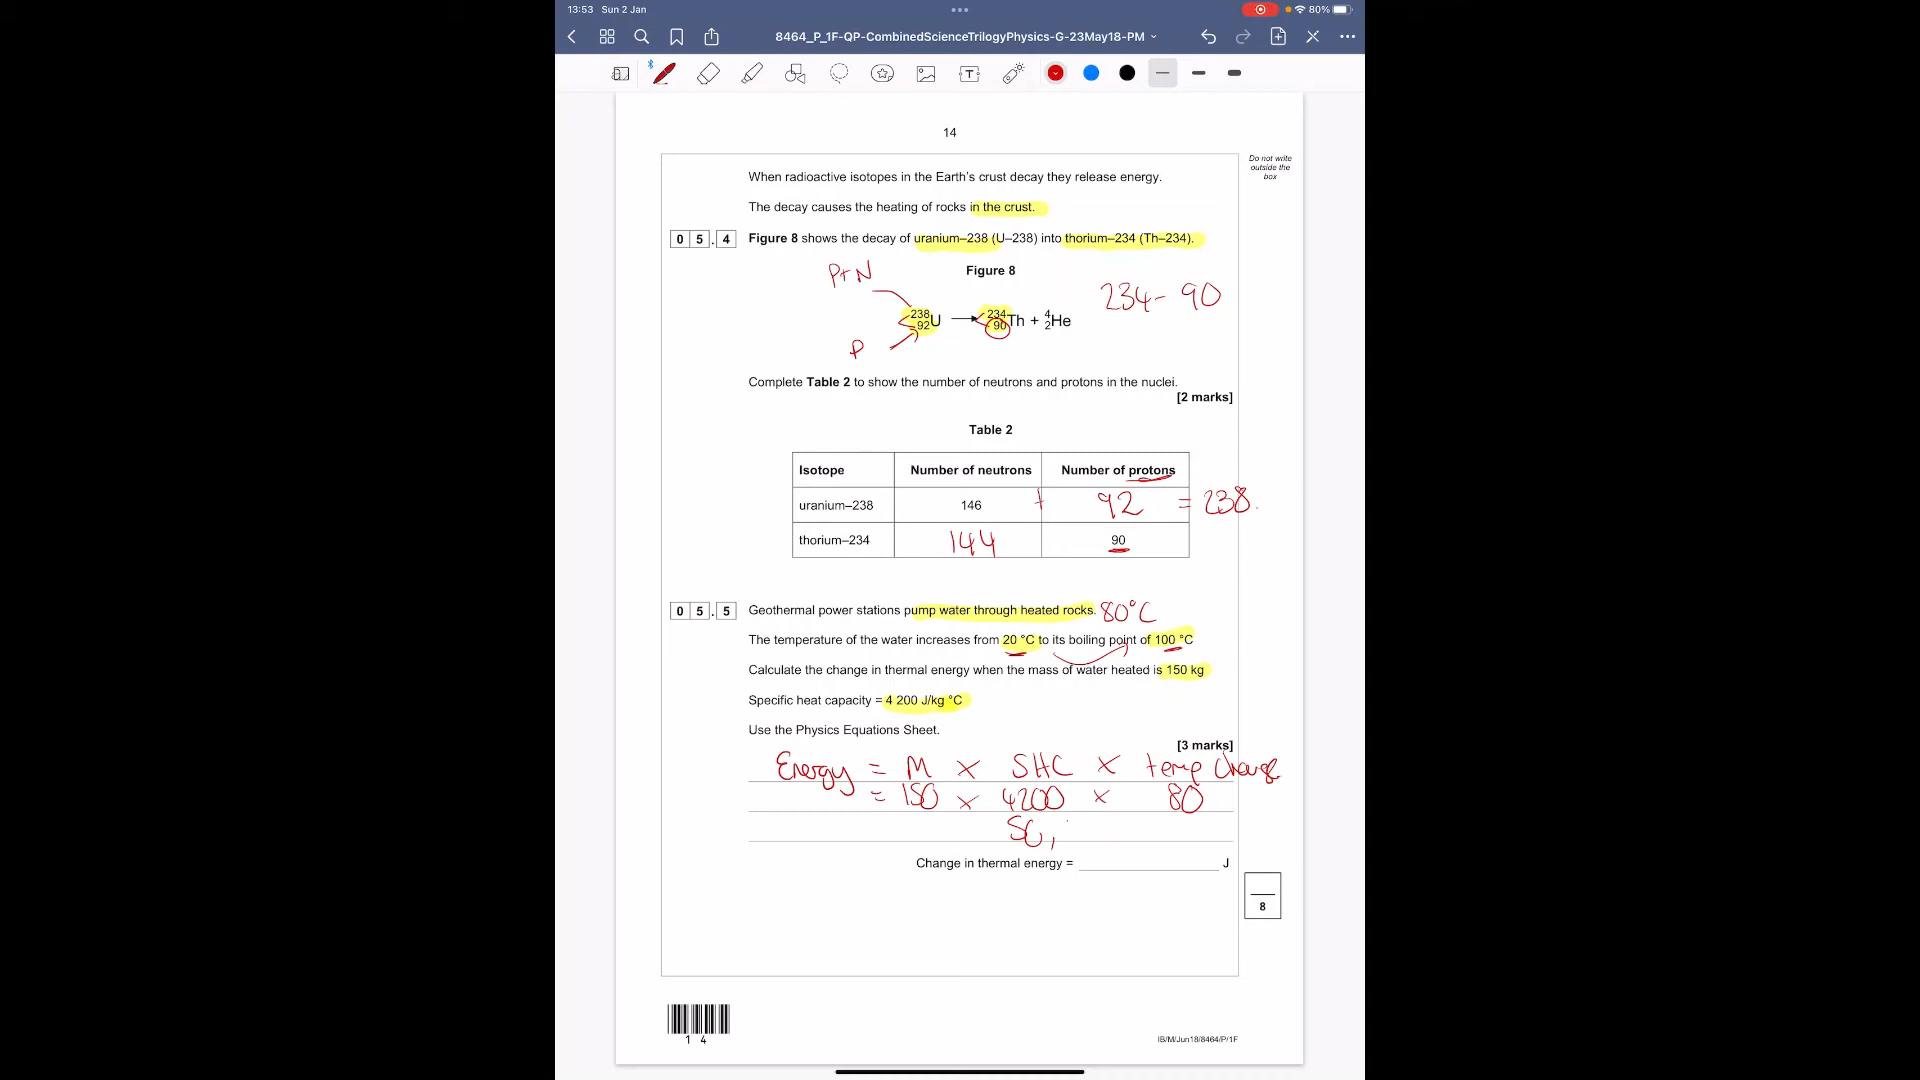 13:53 Sun 2 Jan
80%
8464_P_1F-QP-CombinedScienceTrilogyPhysics-G-23May18-PM
T
14
Do not write
outside the
box
When radioactive isotopes in the Earth's crust decay they release energy.
The decay causes the heating of rocks in the crust.
0 5 . 4 Figure 8 shows the decay of uranium–238 (U–238) into thorium–234 (Th–234).
P+N
Figure 8
234 - 90
238 92 U → 234 90 Th + 4 2 He
P
Complete Table 2 to show the number of neutrons and protons in the nuclei.
[2 marks]
Table 2
Isotope Number of neutrons Number of protons
uranium–238 146 + 92 = 238.
thorium–234 144 90
0 5 . 5 Geothermal power stations pump water through heated rocks. 80°C
The temperature of the water increases from 20 °C to its boiling point of 100 °C
Calculate the change in thermal energy when the mass of water heated is 150 kg
Specific heat capacity = 4 200 J/kg °C
Use the Physics Equations Sheet.
[3 marks]
Energy = M × SHC × temp change
= 150 × 4200 × 80
50,
Change in thermal energy = J
8
1 4
IB/M/Jun18/8464/P/1F